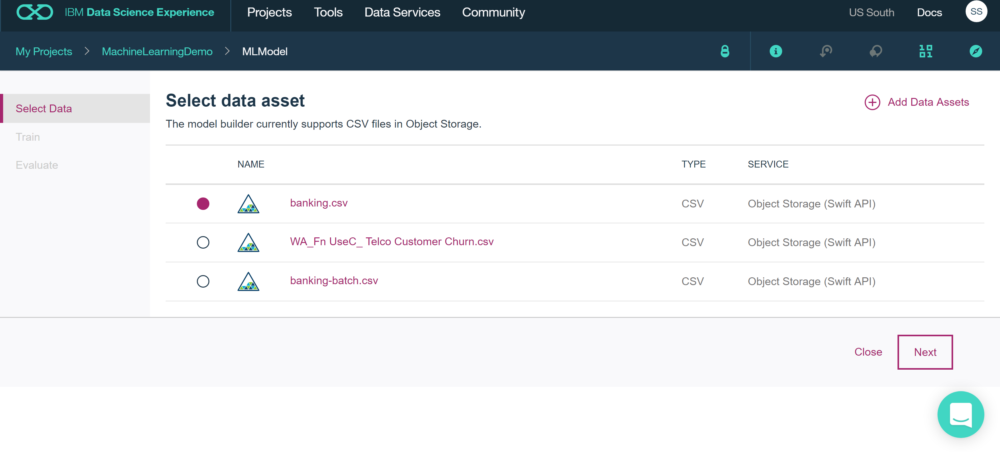 IBM Data Science Experience Projects Tools Data Services Community US South Docs SS
My Projects > MachineLearningDemo > MLModel
Select Data
Train
Evaluate
Select data asset
Add Data Assets
The model builder currently supports CSV files in Object Storage.
NAME TYPE SERVICE
banking.csv CSV Object Storage (Swift API)
WA_Fn UseC_ Telco Customer Churn.csv CSV Object Storage (Swift API)
banking-batch.csv CSV Object Storage (Swift API)
Close Next